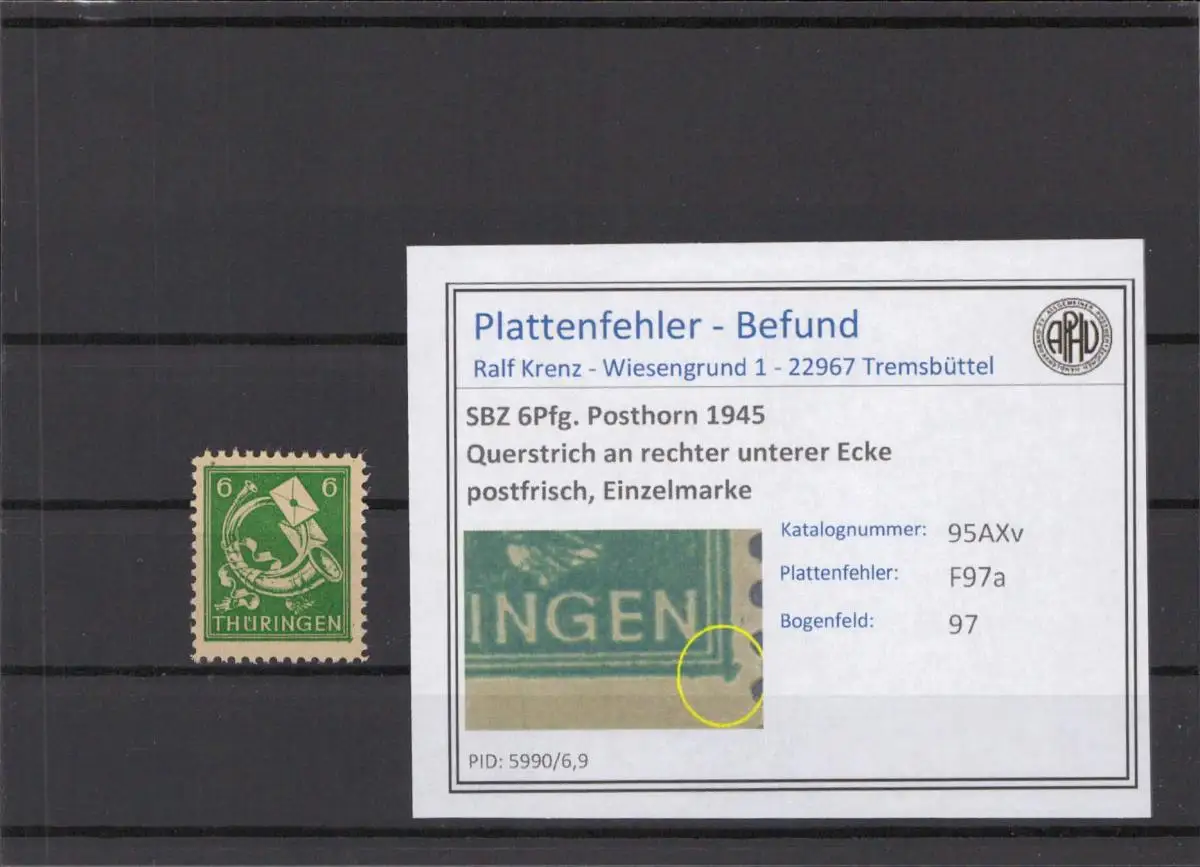 6 6
THÜRINGEN
Plattenfehler - Befund
Ralf Krenz - Wiesengrund 1 - 22967 Tremsbüttel
APHV
SBZ 6Pfg. Posthorn 1945
Querstrich an rechter unterer Ecke
postfrisch, Einzelmarke
INGEN
Katalognummer: 95AXv
Plattenfehler: F97a
Bogenfeld: 97
PID: 5990/6,9